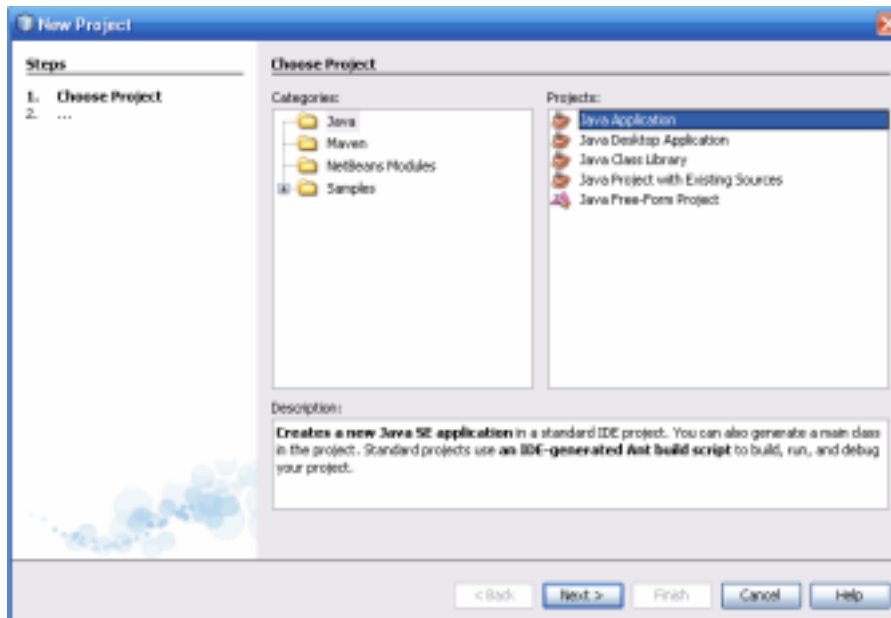 New Project
Steps
1. Choose Project
2. ...
Choose Project
Categories:
Java
Maven
NetBeans Modules
Samples
Projects:
Java Application
Java Desktop Application
Java Class Library
Java Project with Existing Sources
Java Free-Form Project
Description:
Creates a new Java SE application in a standard IDE project. You can also generate a main class
in the project. Standard projects use an IDE-generated Ant build script to build, run, and debug
your project.
< Back
Next >
Finish
Cancel
Help